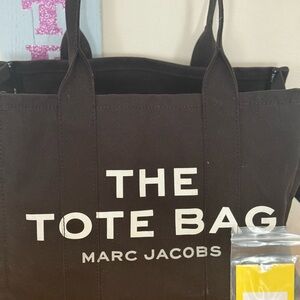 THE
TOTE BAG
MARC JACOBS